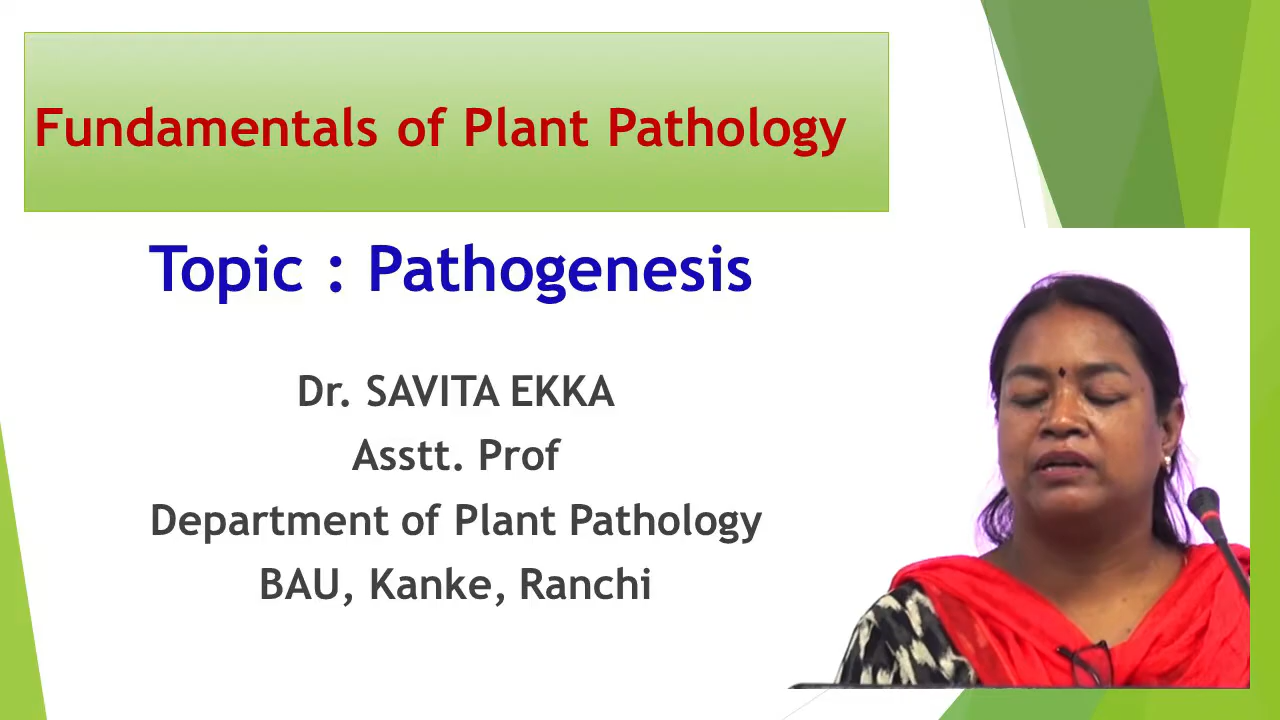 Fundamentals of Plant Pathology
Topic : Pathogenesis
Dr. SAVITA EKKA
Asstt. Prof
Department of Plant Pathology
BAU, Kanke, Ranchi